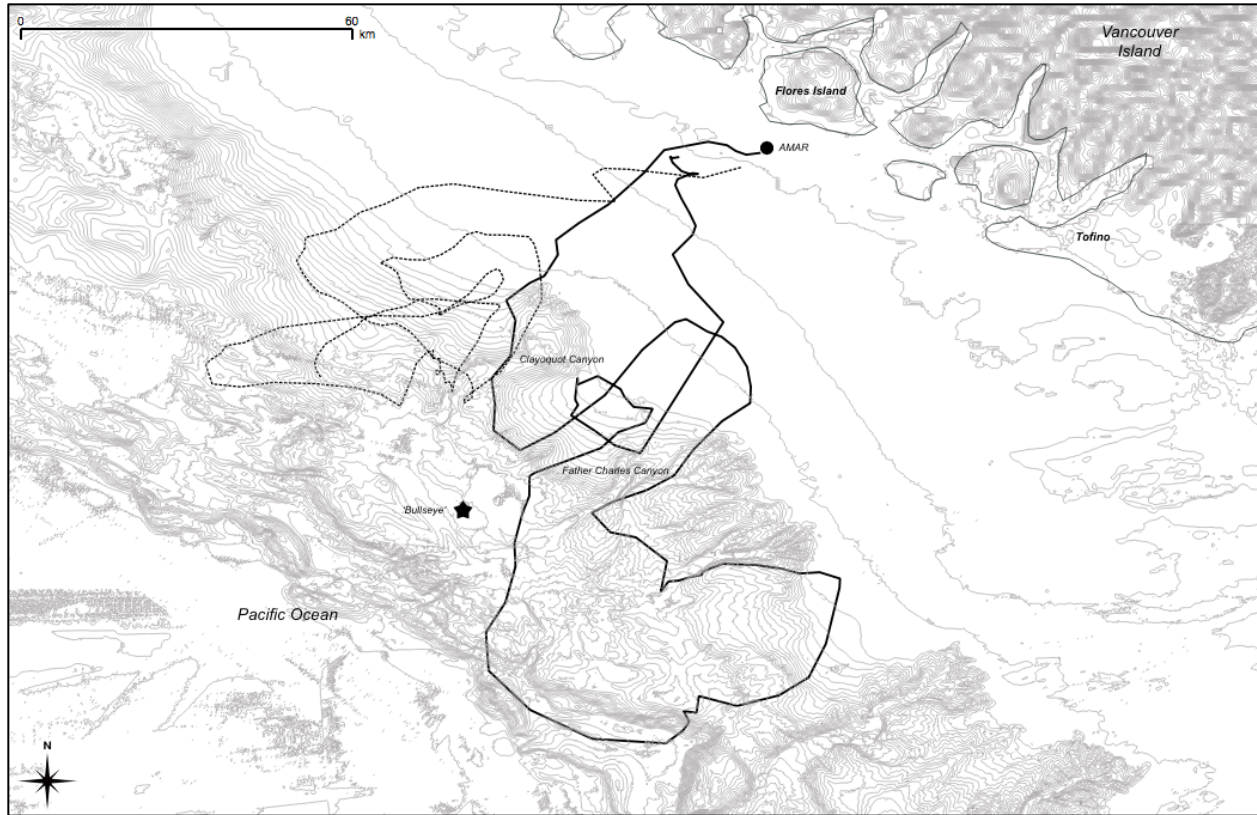 0
60
km
Vancouver
Island
Flores Island
AMAR
Tofino
Clayoquot Canyon
Father Charles Canyon
'Bullseye'
Pacific Ocean
N